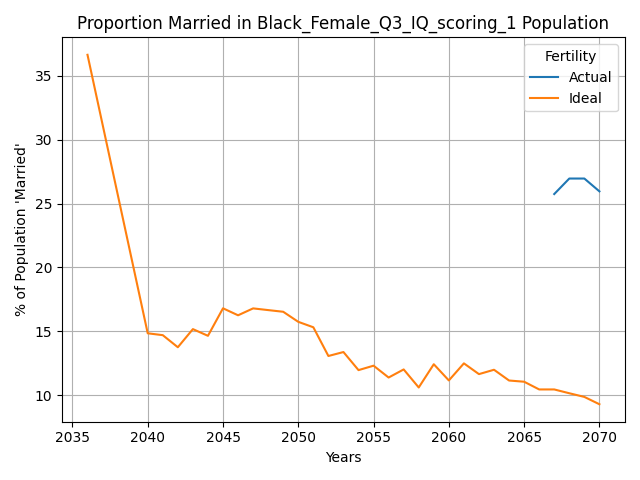 Proportion Married in Black_Female_Q3_IQ_scoring_1 Population
Fertility
Actual
Ideal
% of Population 'Married'
35
30
25
20
15
10
2035 2040 2045 2050 2055 2060 2065 2070
Years